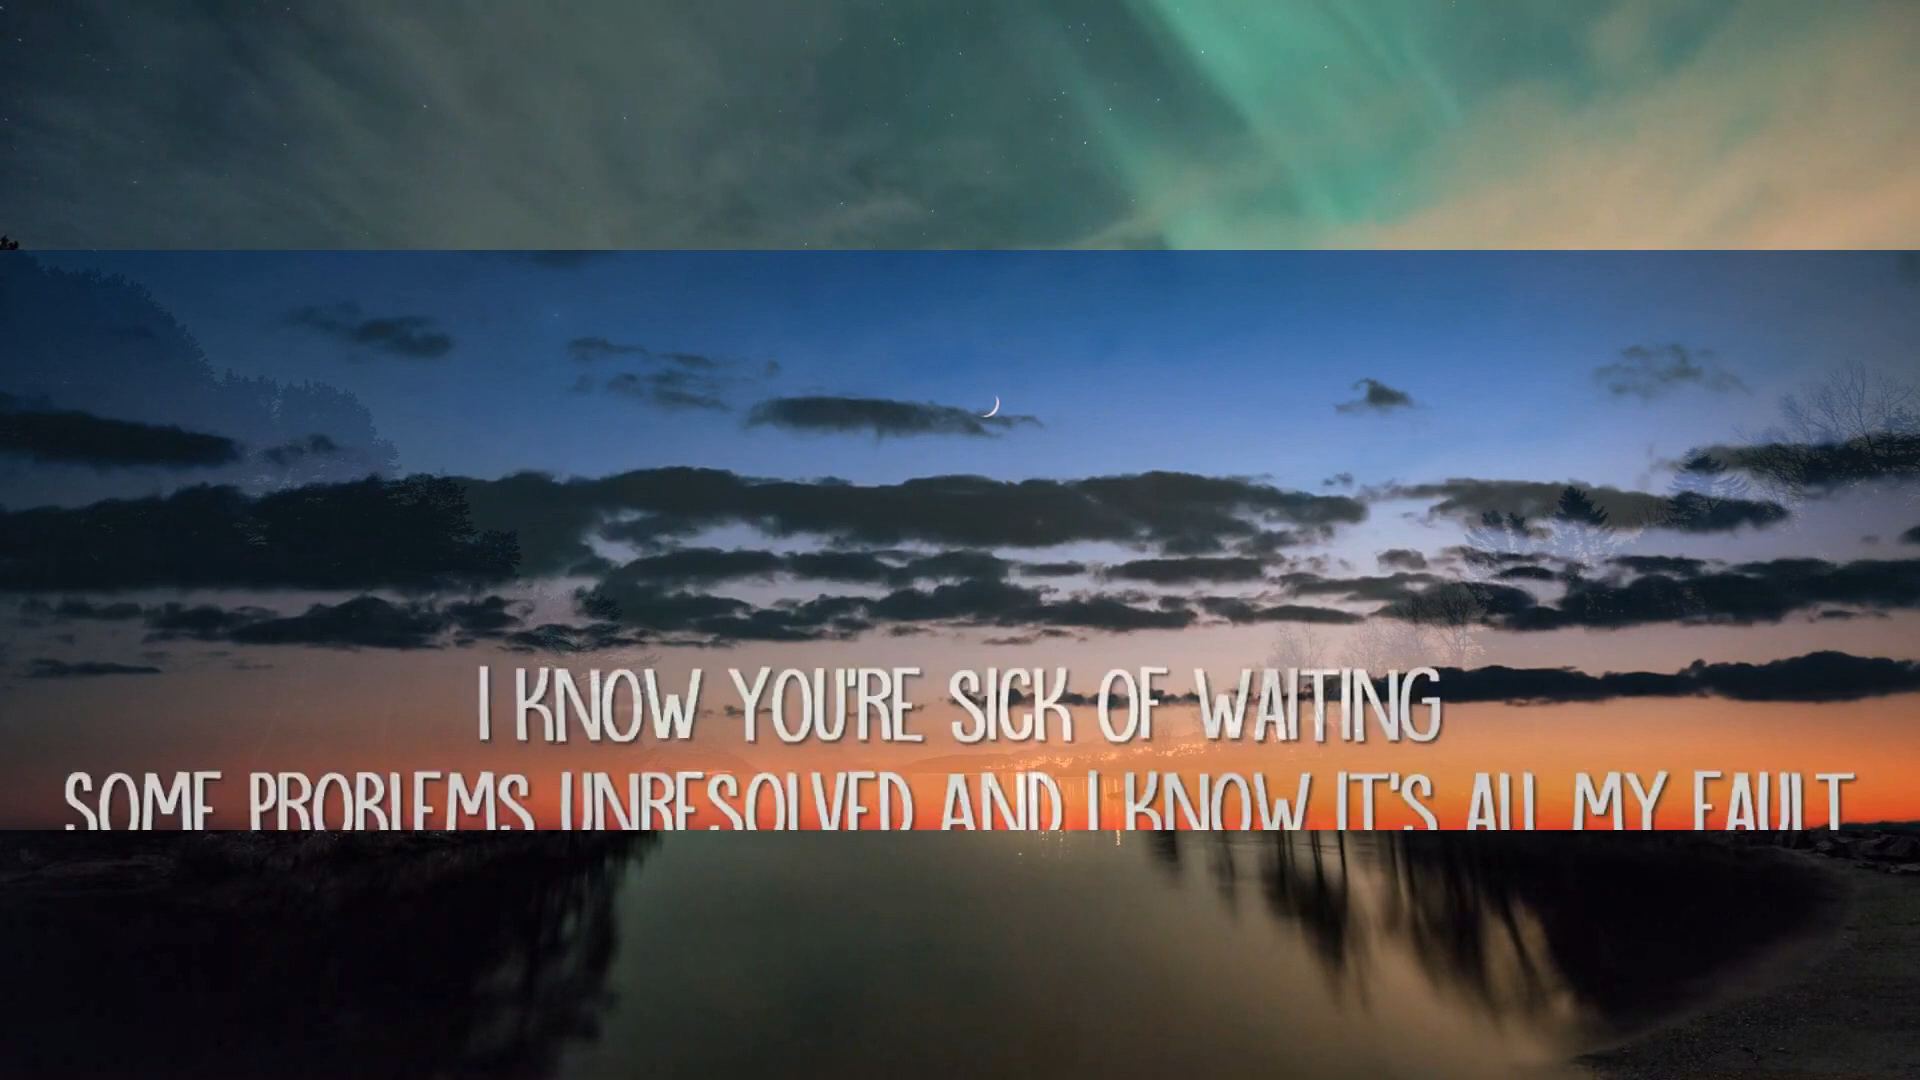 I KNOW YOU'RE SICK OF WAITING
SOME PROBLEMS UNRESOLVED AND I KNOW IT'S ALL MY FAULT